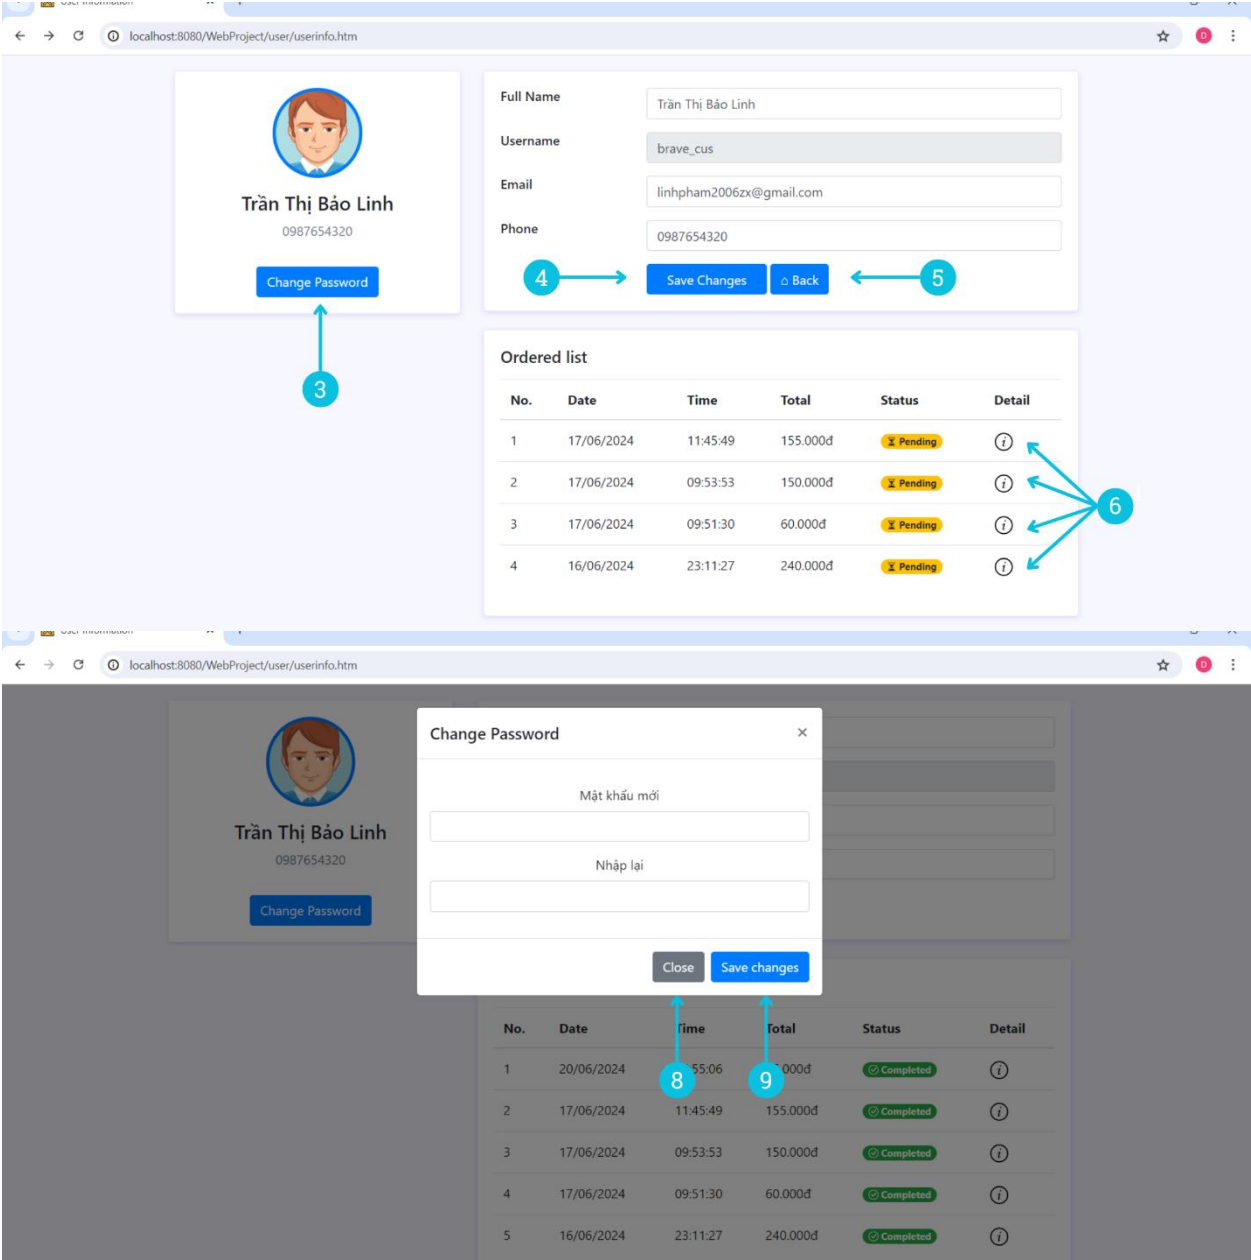 User Information
localhost:8080/WebProject/user/userinfo.htm
D
Trần Thị Bảo Linh
0987654320
Change Password
3
Full Name
Trần Thị Bảo Linh
Username
brave_cus
Email
linhpham2006zx@gmail.com
Phone
0987654320
4
Save Changes
Back
5
Ordered list
No. Date Time Total Status Detail
1 17/06/2024 11:45:49 155.000đ Pending i
2 17/06/2024 09:53:53 150.000đ Pending i
3 17/06/2024 09:51:30 60.000đ Pending i
4 16/06/2024 23:11:27 240.000đ Pending i
6
User Information
localhost:8080/WebProject/user/userinfo.htm
D
Trần Thị Bảo Linh
0987654320
Change Password
Change Password
Mật khẩu mới
Nhập lại
Close Save changes
No. Date Time Total Status Detail
1 20/06/2024 55:06 000đ Completed i
8 9
2 17/06/2024 11:45:49 155.000đ Completed i
3 17/06/2024 09:53:53 150.000đ Completed i
4 17/06/2024 09:51:30 60.000đ Completed i
5 16/06/2024 23:11:27 240.000đ Completed i